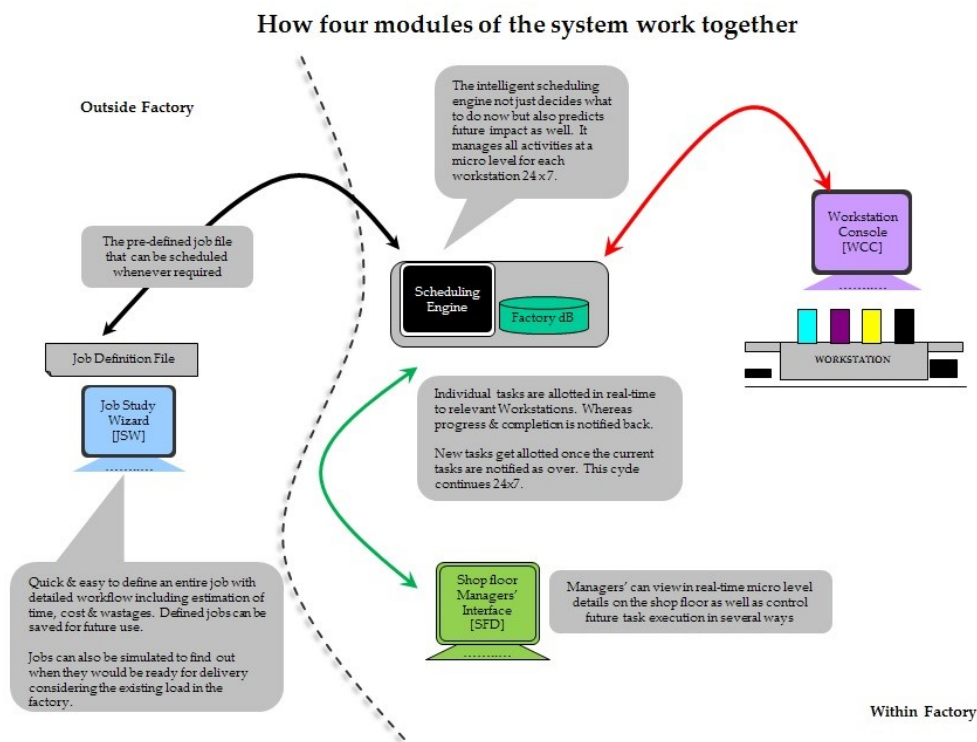 How four modules of the system work together
Outside Factory
The intelligent scheduling
engine not just decides what
to do now but also predicts
future impact as well. It
manages all activities at a
micro level for each
workstation 24 x 7.
The pre-defined job file
that can be scheduled
whenever required
Workstation
Console
[WCC]
Scheduling
Engine
Factory dB
WORKSTATION
Job Definition File
Job Study
Wizard
[JSW]
Individual tasks are allotted in real-time
to relevant Workstations. Whereas
progress & completion is notified back.
New tasks get allotted once the current
tasks are notified as over. This cycle
continues 24x7.
Quick & easy to define an entire job with
detailed workflow including estimation of
time, cost & wastages. Defined jobs can be
saved for future use.
Jobs can also be simulated to find out
when they would be ready for delivery
considering the existing load in the
factory.
Shop floor
Managers'
Interface
[SFD]
Managers' can view in real-time micro level
details on the shop floor as well as control
future task execution in several ways
Within Factory